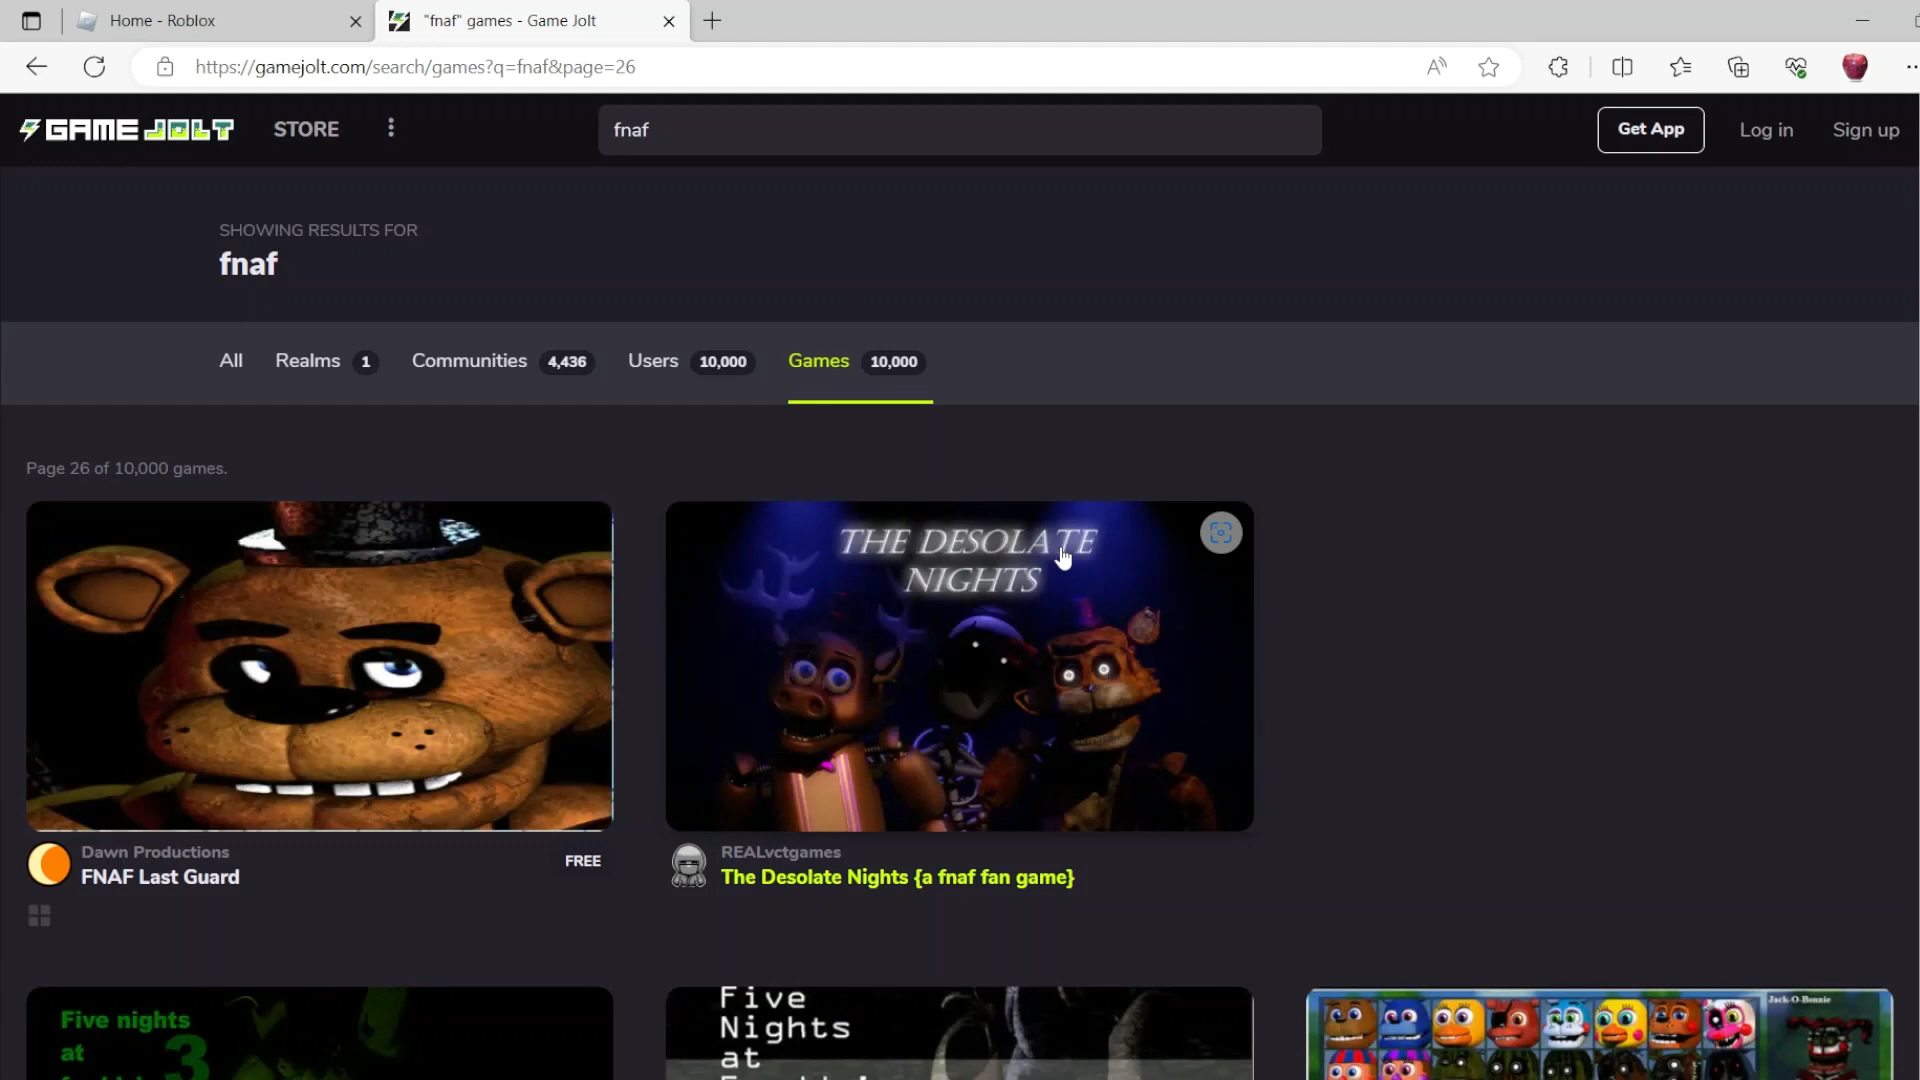 Home - Roblox
"fnaf" games - Game Jolt
https://gamejolt.com/search/games?q=fnaf&page=26
GAME JOLT
STORE
fnaf
Get App
Log in
Sign up
SHOWING RESULTS FOR
fnaf
All
Realms 1
Communities 4,436
Users 10,000
Games 10,000
Page 26 of 10,000 games.
THE DESOLATE
NIGHTS
Dawn Productions
FNAF Last Guard
FREE
REALvctgames
The Desolate Nights {a fnaf fan game}
Five nights
at
3
Five
Nights
at
Jack-O-Bonnie